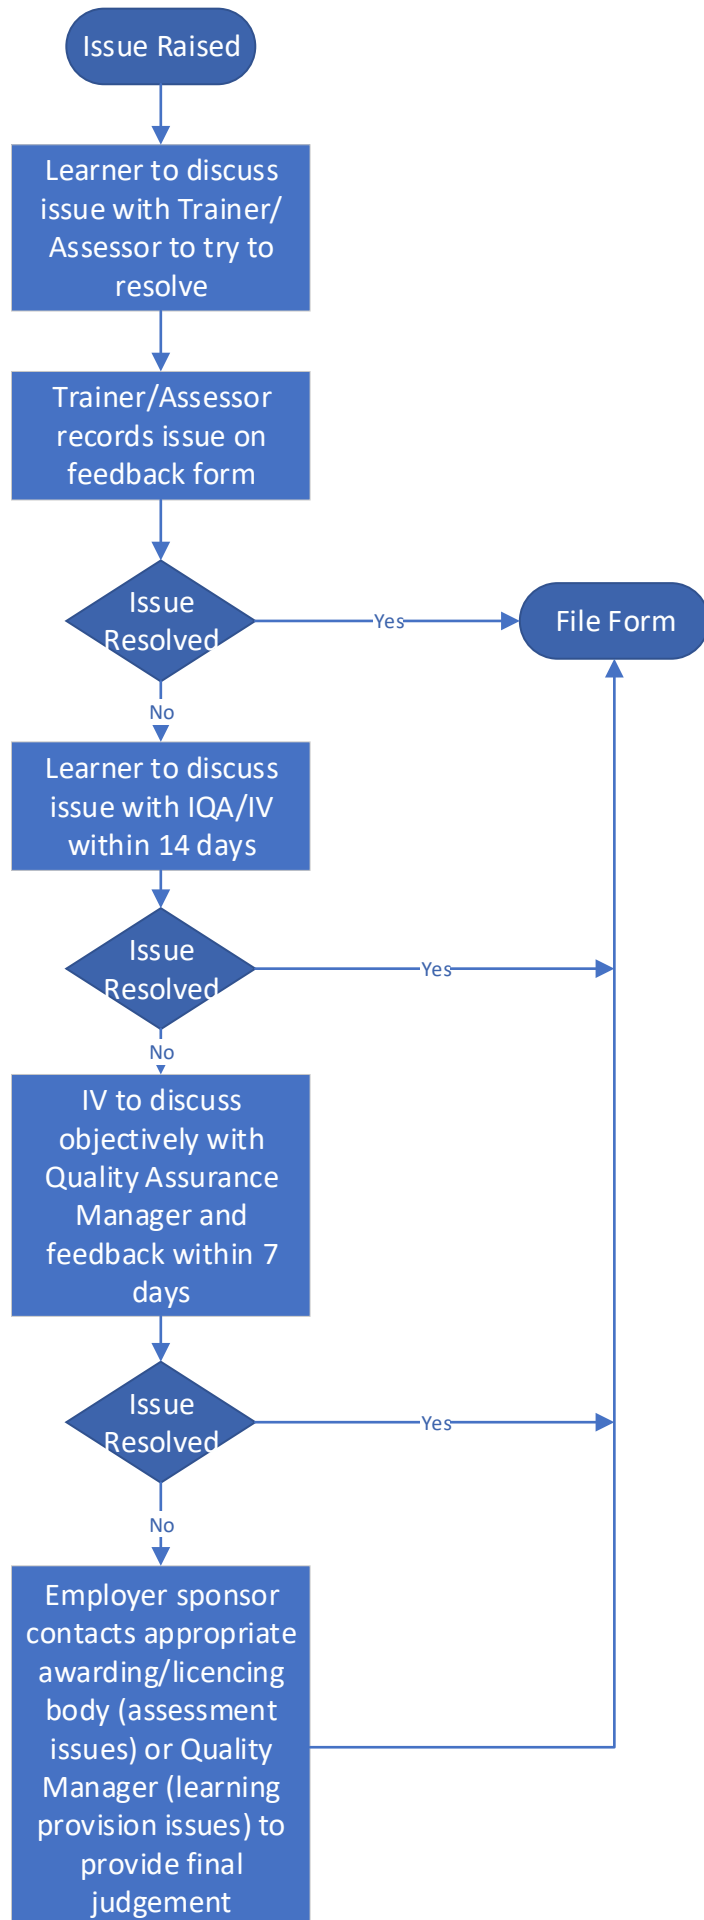 Issue Raised
Learner to discuss
issue with Trainer/
Assessor to try to
resolve
Trainer/Assessor
records issue on
feedback form
Issue
Resolved
Yes
File Form
No
Learner to discuss
issue with IQA/IV
within 14 days
Issue
Resolved
Yes
No
IV to discuss
objectively with
Quality Assurance
Manager and
feedback within 7
days
Issue
Resolved
Yes
No
Employer sponsor
contacts appropriate
awarding/licencing
body (assessment
issues) or Quality
Manager (learning
provision issues) to
provide final
judgement